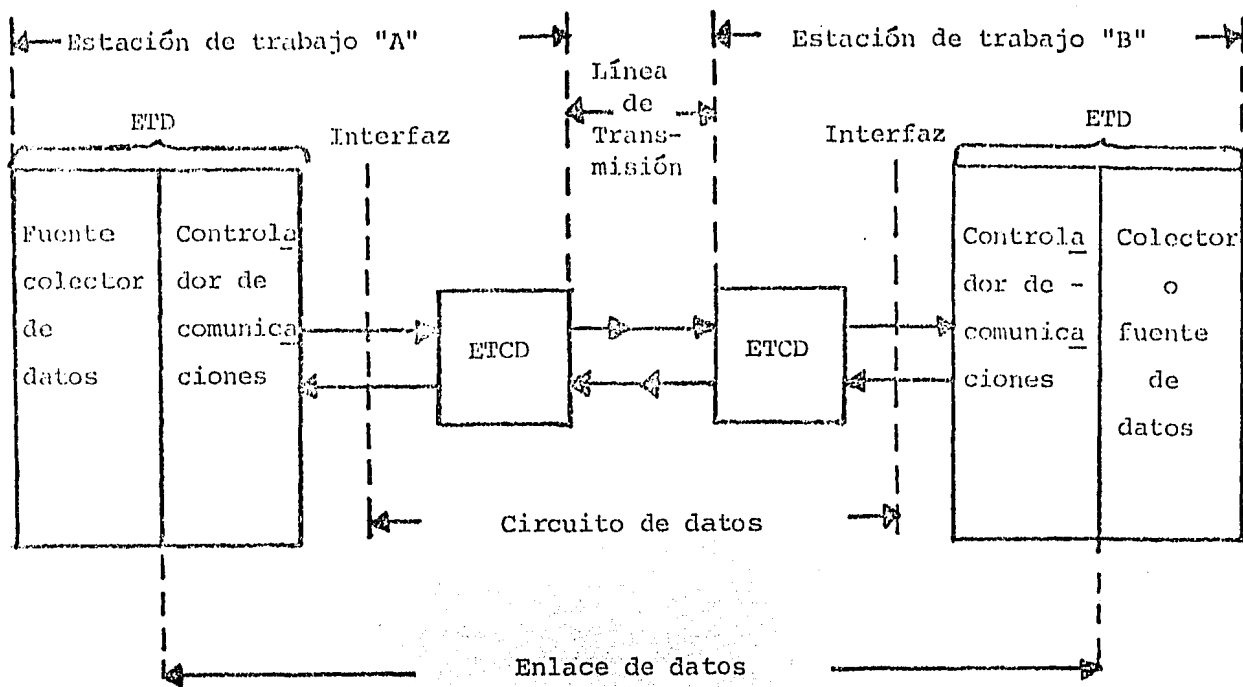 Estación de trabajo "A"
Estación de trabajo "B"
Línea
de
Trans-
misión
ETD
Interfaz
Interfaz
ETD
Fuente
colector
de
datos
Controla
dor de
comunica
ciones
ETCD
ETCD
Controla
dor de -
comunica
ciones
Colector
o
fuente
de
datos
Circuito de datos
Enlace de datos